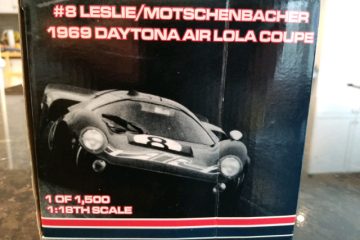 #8 LESLIE/MOTSCHENBACHER
1969 DAYTONA AIR LOLA COUPE
8
1 OF 1,500
1:18TH SCALE